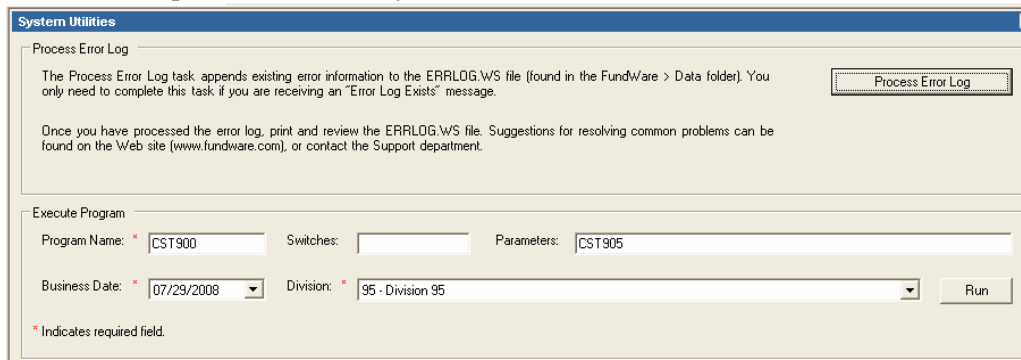 System Utilities
Process Error Log
The Process Error Log task appends existing error information to the ERRLOG.WS file (found in the FundWare > Data folder). You
only need to complete this task if you are receiving an "Error Log Exists" message.
Process Error Log
Once you have processed the error log, print and review the ERRLOG.WS file. Suggestions for resolving common problems can be
found on the Web site (www.fundware.com), or contact the Support department.
Execute Program
Program Name: * CST900 Switches: Parameters: CST905
Business Date: * 07/29/2008 Division: * 95 - Division 95 Run
* Indicates required field.